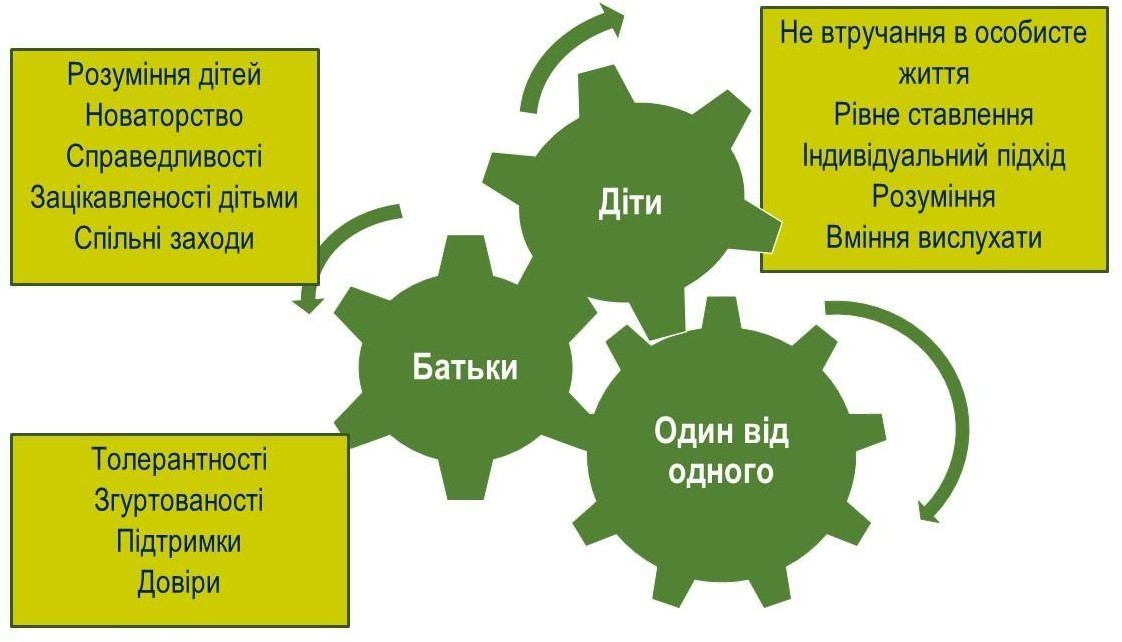 Розуміння дітей
Новаторство
Справедливості
Зацікавленості дітьми
Спільні заходи
Не втручання в особисте
життя
Рівне ставлення
Індивідуальний підхід
Розуміння
Вміння вислухати
Діти
Батьки
Один від
одного
Толерантності
Згуртованості
Підтримки
Довіри